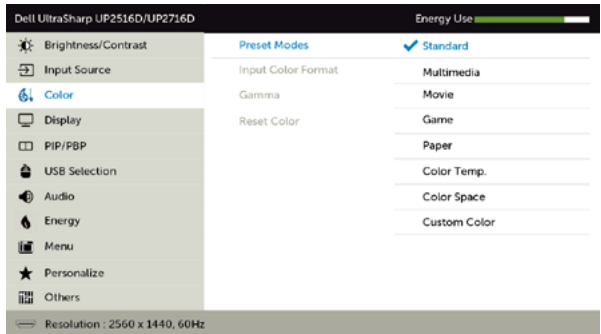 Dell UltraSharp UP2516D/UP2716D Energy Use
Brightness/Contrast Preset Modes Standard
Input Source Input Color Format Multimedia
Color Gamma Movie
Display Reset Color Game
PIP/PBP Paper
USB Selection Color Temp.
Audio Color Space
Energy Custom Color
Menu
Personalize
Others
Resolution : 2560 x 1440, 60Hz